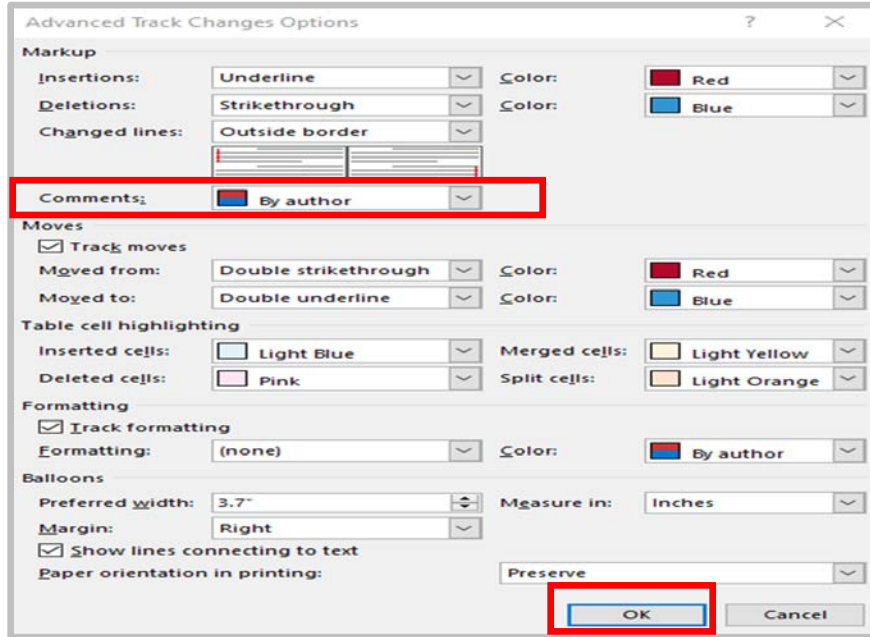 Advanced Track Changes Options ?
Markup
Insertions: Underline Color: Red
Deletions: Strikethrough Color: Blue
Changed lines: Outside border
Comments: By author
Moves
Track moves
Moved from: Double strikethrough Color: Red
Moved to: Double underline Color: Blue
Table cell highlighting
Inserted cells: Light Blue Merged cells: Light Yellow
Deleted cells: Pink Split cells: Light Orange
Formatting
Track formatting
Formatting: (none) Color: By author
Balloons
Preferred width: 3.7" Measure in: Inches
Margin: Right
Show lines connecting to text
Paper orientation in printing: Preserve
OK Cancel